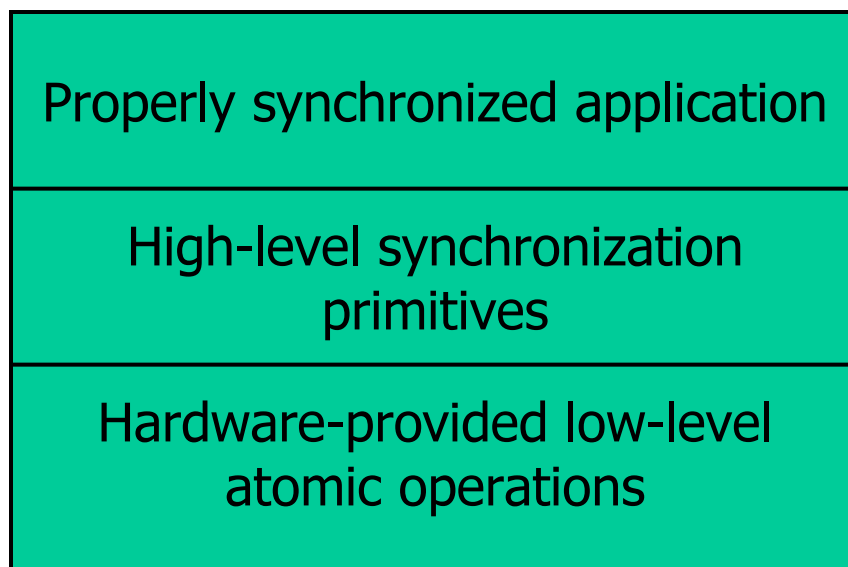 Properly synchronized application
High-level synchronization
primitives
Hardware-provided low-level
atomic operations